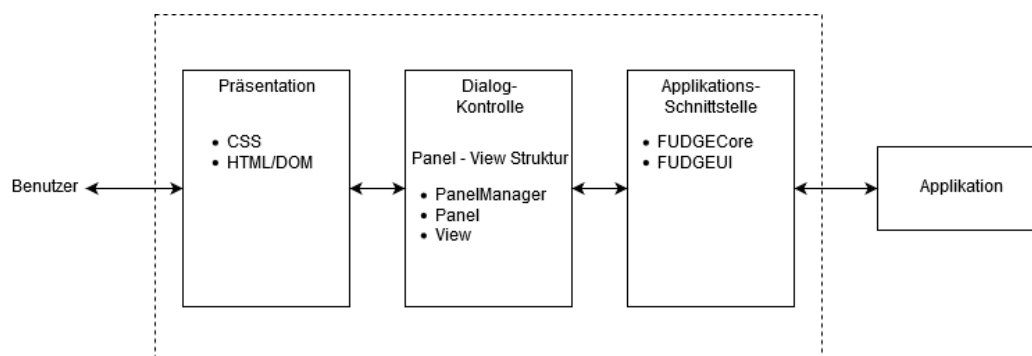 Benutzer
Präsentation
• CSS
• HTML/DOM
Dialog-
Kontrolle
Panel - View Struktur
• PanelManager
• Panel
• View
Applikations-
Schnittstelle
• FUDGECore
• FUDGEUI
Applikation